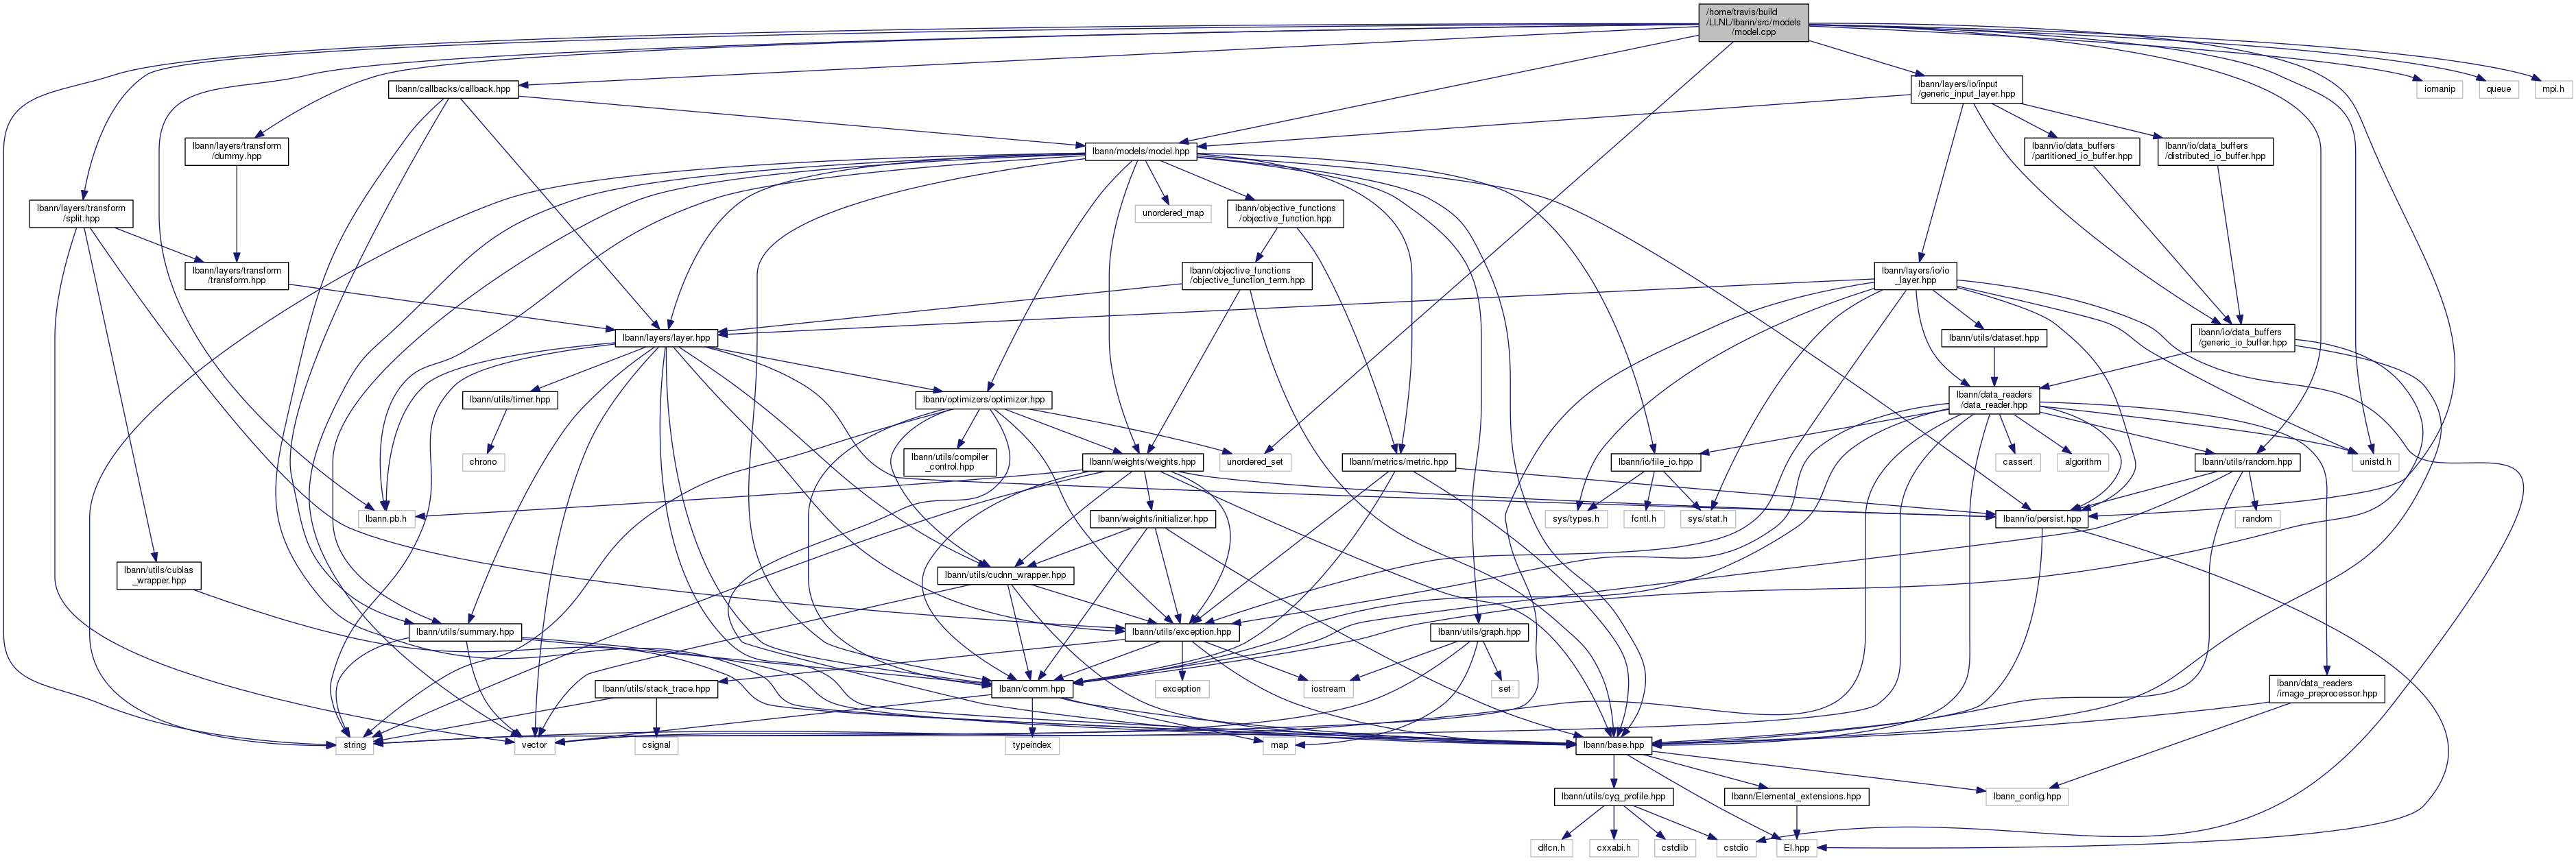 /home/travis/build
/LLNL/lbann/src/models
/model.cpp
lbann/callbacks/callback.hpp
lbann/layers/io/input
/generic_input_layer.hpp
iomanip
queue
mpi.h
lbann/layers/transform
/dummy.hpp
lbann/models/model.hpp
lbann/io/data_buffers
/partitioned_io_buffer.hpp
lbann/io/data_buffers
/distributed_io_buffer.hpp
lbann/layers/transform
/split.hpp
unordered_map
lbann/objective_functions
/objective_function.hpp
lbann/layers/transform
/transform.hpp
lbann/objective_functions
/objective_function_term.hpp
lbann/layers/io/io
_layer.hpp
lbann/layers/layer.hpp
lbann/utils/dataset.hpp
lbann/io/data_buffers
/generic_io_buffer.hpp
lbann/utils/timer.hpp
lbann/optimizers/optimizer.hpp
lbann/data_readers
/data_reader.hpp
chrono
lbann/utils/compiler
_control.hpp
lbann/weights/weights.hpp
unordered_set
lbann/metrics/metric.hpp
lbann/io/file_io.hpp
cassert
algorithm
lbann/utils/random.hpp
unistd.h
lbann.pb.h
lbann/weights/initializer.hpp
sys/types.h
fcntl.h
sys/stat.h
lbann/io/persist.hpp
random
lbann/utils/cublas
_wrapper.hpp
lbann/utils/cudnn_wrapper.hpp
lbann/utils/summary.hpp
lbann/utils/exception.hpp
lbann/utils/graph.hpp
lbann/utils/stack_trace.hpp
lbann/comm.hpp
exception
iostream
set
lbann/data_readers
/image_preprocessor.hpp
string
vector
csignal
typeindex
map
lbann/base.hpp
lbann/utils/cyg_profile.hpp
lbann/Elemental_extensions.hpp
lbann_config.hpp
dlfcn.h
cxxabi.h
cstdlib
cstdio
El.hpp